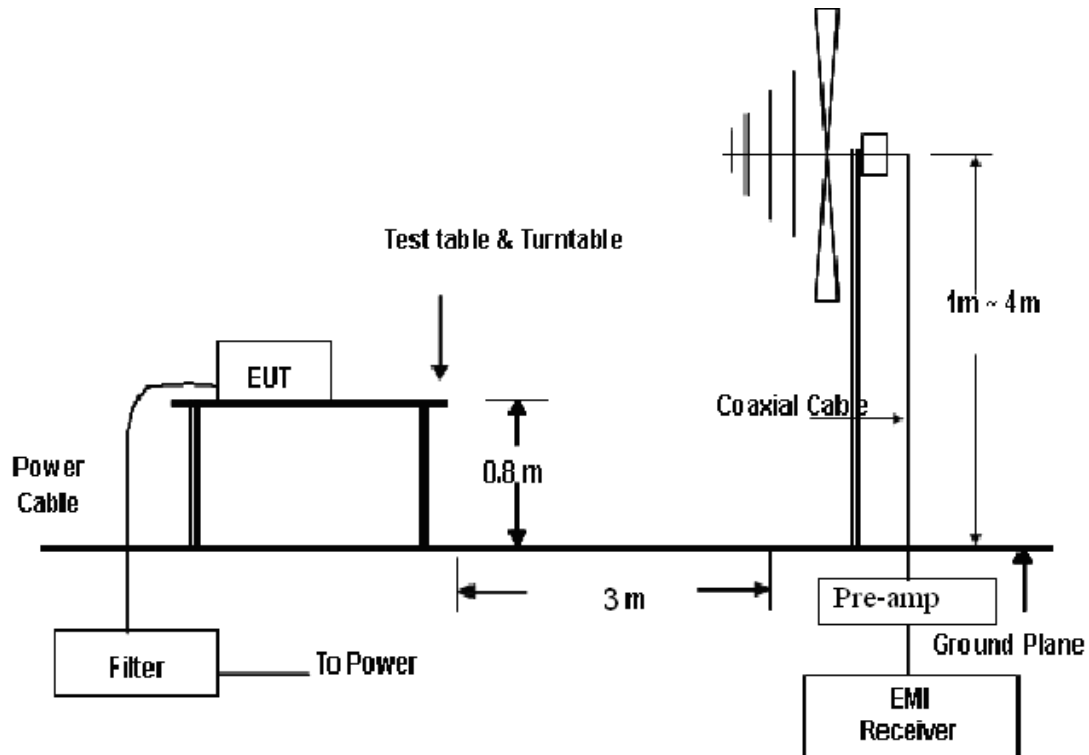 Test table & Turntable
1m ~ 4m
EUT
Coaxial Cable
0.8 m
Power
Cable
3 m
Pre-amp
Ground Plane
Filter
To Power
EMI
Receiver